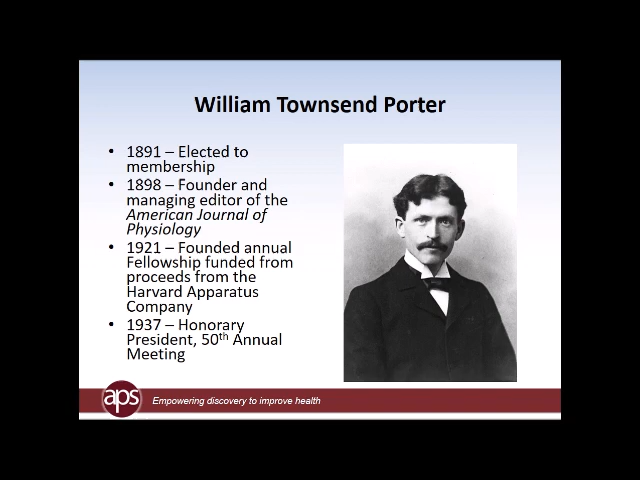 William Townsend Porter
• 1891 – Elected to
membership
• 1898 – Founder and
managing editor of the
American Journal of
Physiology
• 1921 – Founded annual
Fellowship funded from
proceeds from the
Harvard Apparatus
Company
• 1937 – Honorary
President, 50th Annual
Meeting
aps
Empowering discovery to improve health